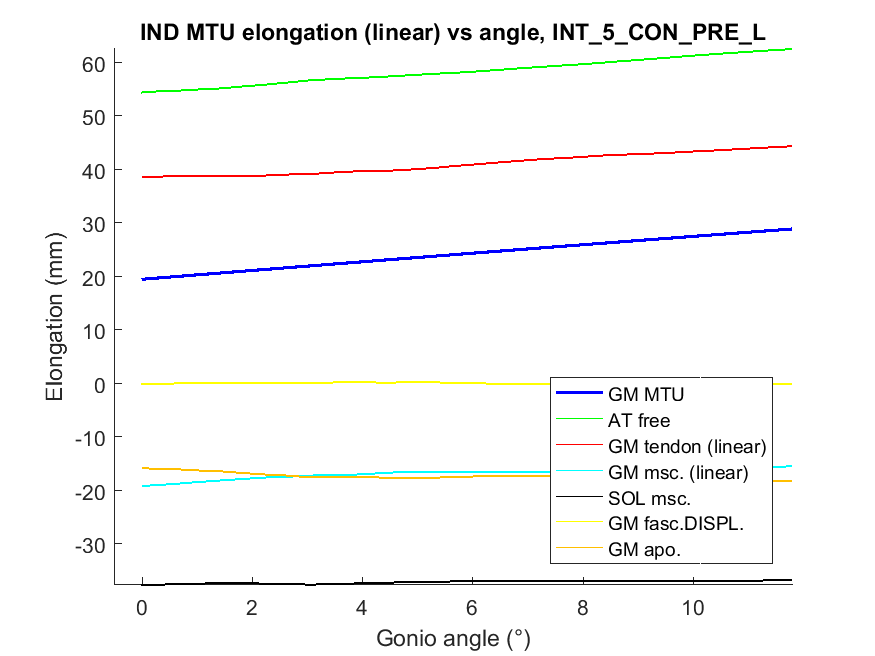 IND MTU elongation (linear) vs angle, INT_5_CON_PRE_L
60
50
40
30
20
10
0
-10
-20
-30
Elongation (mm)
GM MTU
AT free
GM tendon (linear)
GM msc. (linear)
SOL msc.
GM fasc.DISPL.
GM apo.
0 2 4 6 8 10
Gonio angle (°)